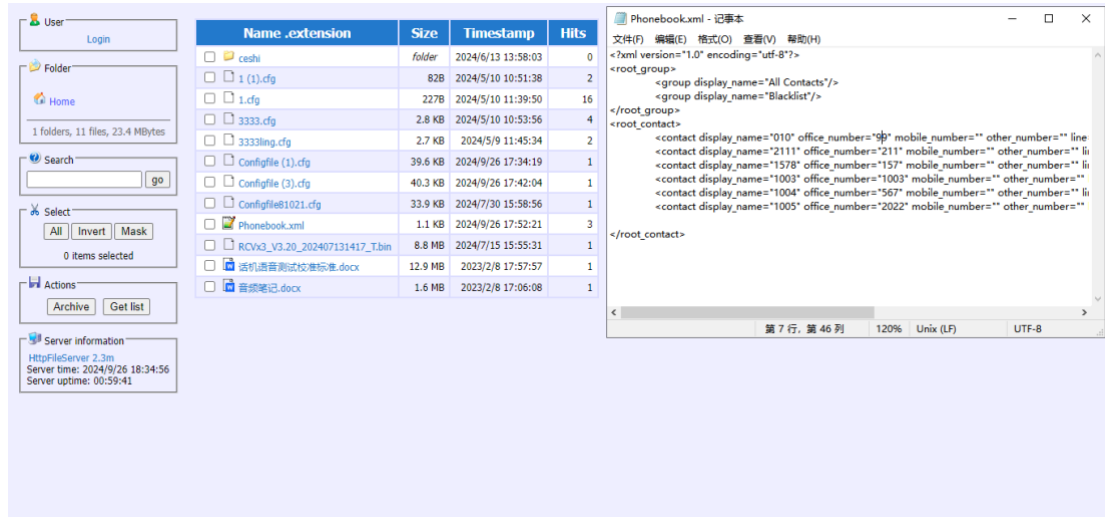 User
Login
Folder
Home
1 folders, 11 files, 23.4 MBytes
Search
go
Select
All Invert Mask
0 items selected
Actions
Archive Get list
Server information
HttpFileServer 2.3m
Server time: 2024/9/26 18:34:56
Server uptime: 00:59:41
Name .extension Size Timestamp Hits
ceshi folder 2024/6/13 13:58:03 0
1 (1).cfg 82B 2024/5/10 10:51:38 2
1.cfg 227B 2024/5/10 11:39:50 16
3333.cfg 2.8 KB 2024/5/10 10:53:56 4
3333ling.cfg 2.7 KB 2024/5/9 11:45:34 2
Configfile (1).cfg 39.6 KB 2024/9/26 17:34:19 1
Configfile (3).cfg 40.3 KB 2024/9/26 17:42:04 1
Configfile81021.cfg 33.9 KB 2024/7/30 15:58:56 1
Phonebook.xml 1.1 KB 2024/9/26 17:52:21 3
RCVx3_V3.20_202407131417_T.bin 8.8 MB 2024/7/15 15:55:31 1
话机语音测试校准标准.docx 12.9 MB 2023/2/8 17:57:57 1
音频笔记.docx 1.6 MB 2023/2/8 17:06:08 1
Phonebook.xml - 记事本
文件(F) 编辑(E) 格式(O) 查看(V) 帮助(H)
<?xml version="1.0" encoding="utf-8"?>
<root_group>
<group display_name="All Contacts"/>
<group display_name="Blacklist"/>
</root_group>
<root_contact>
<contact display_name="010" office_number="99" mobile_number="" other_number="" line
<contact display_name="2111" office_number="211" mobile_number="" other_number="" li
<contact display_name="1578" office_number="157" mobile_number="" other_number="" li
<contact display_name="1003" office_number="1003" mobile_number="" other_number=""
<contact display_name="1004" office_number="567" mobile_number="" other_number="" li
<contact display_name="1005" office_number="2022" mobile_number="" other_number=""
</root_contact>
第 7 行，第 46 列 120% Unix (LF) UTF-8